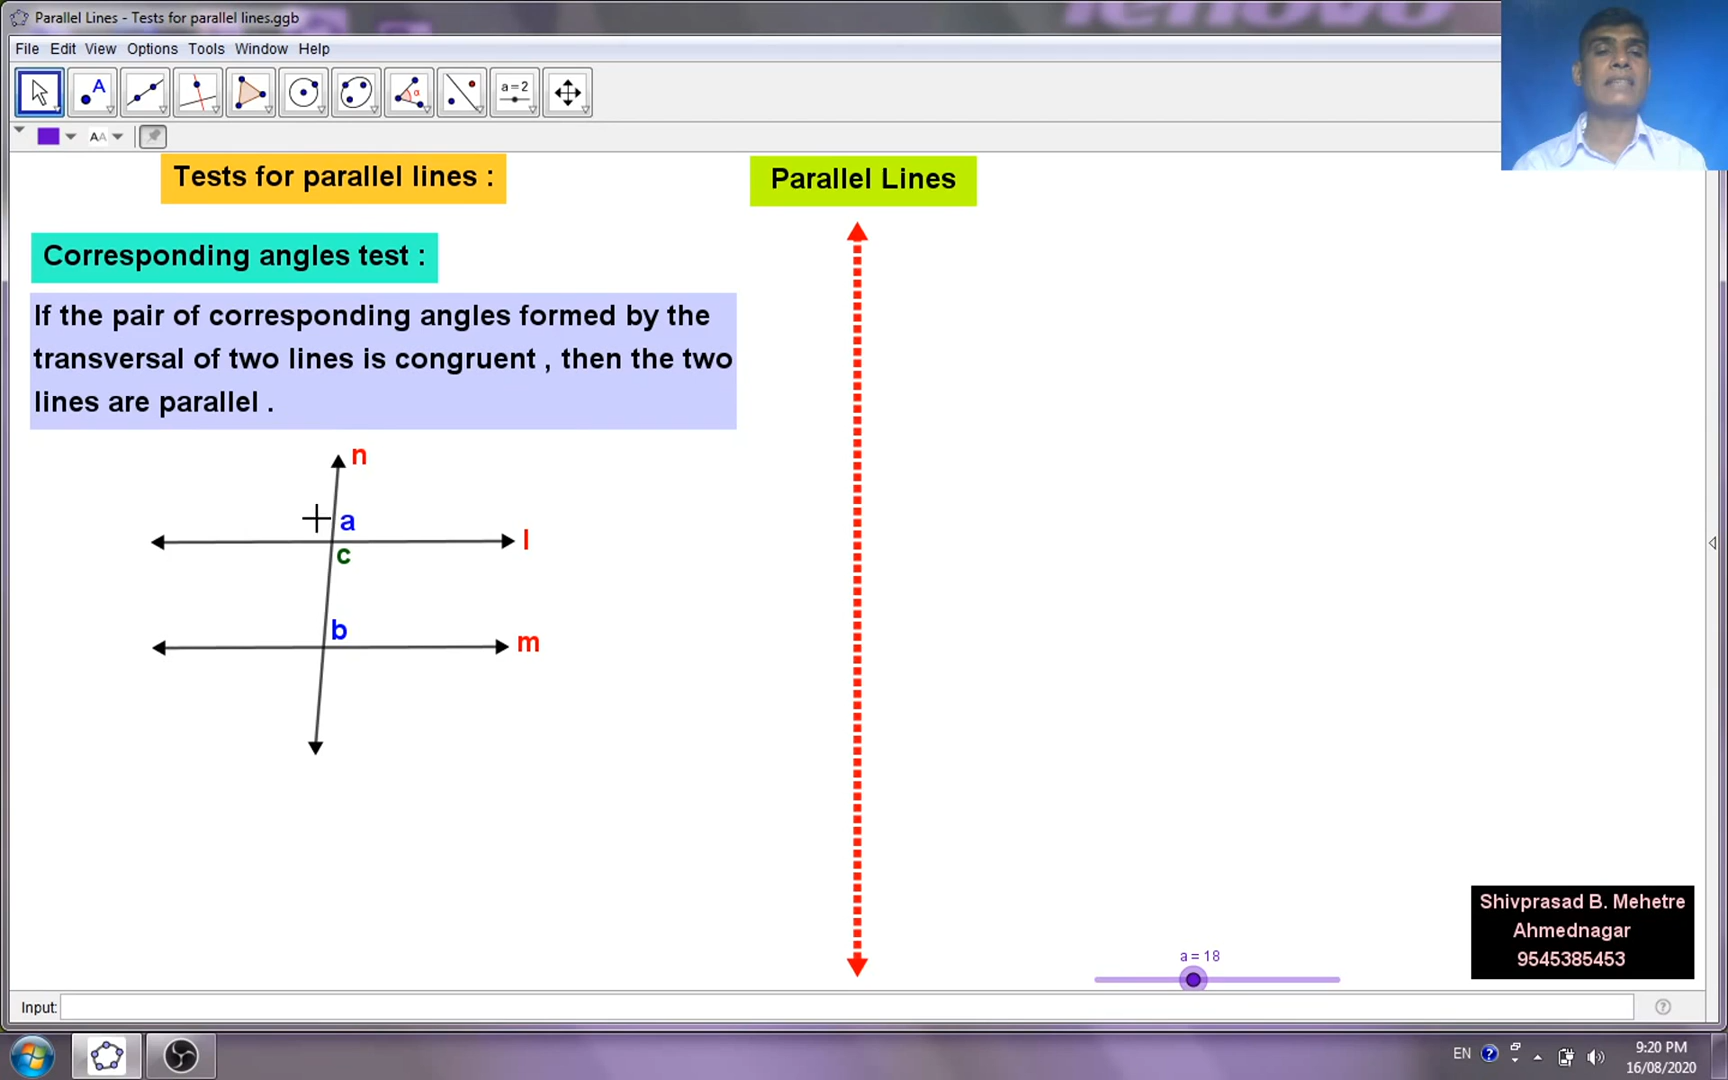 Parallel Lines - Tests for parallel lines.ggb
lenovo
File Edit View Options Tools Window Help
A
α
a = 2
AA
Tests for parallel lines :
Parallel Lines
Corresponding angles test :
If the pair of corresponding angles formed by the
transversal of two lines is congruent , then the two
lines are parallel .
n
a
l
c
b
m
Shivprasad B. Mehetre
Ahmednagar
9545385453
a = 18
Input:
EN
9:20 PM
16/08/2020